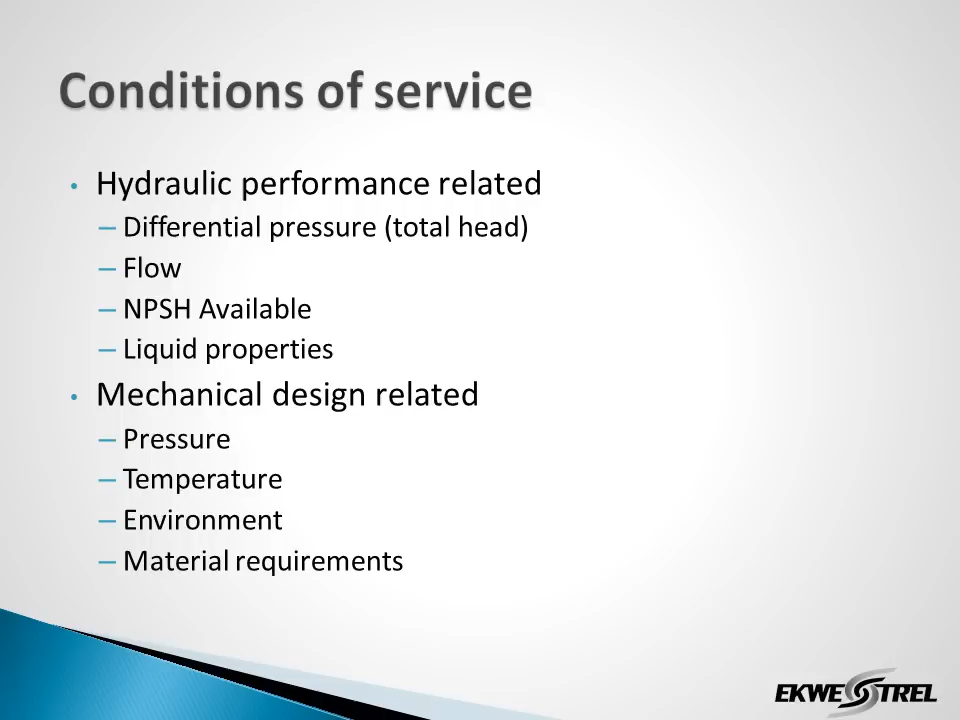 Conditions of service
• Hydraulic performance related
– Differential pressure (total head)
– Flow
– NPSH Available
– Liquid properties
• Mechanical design related
– Pressure
– Temperature
– Environment
– Material requirements
EKWESTREL